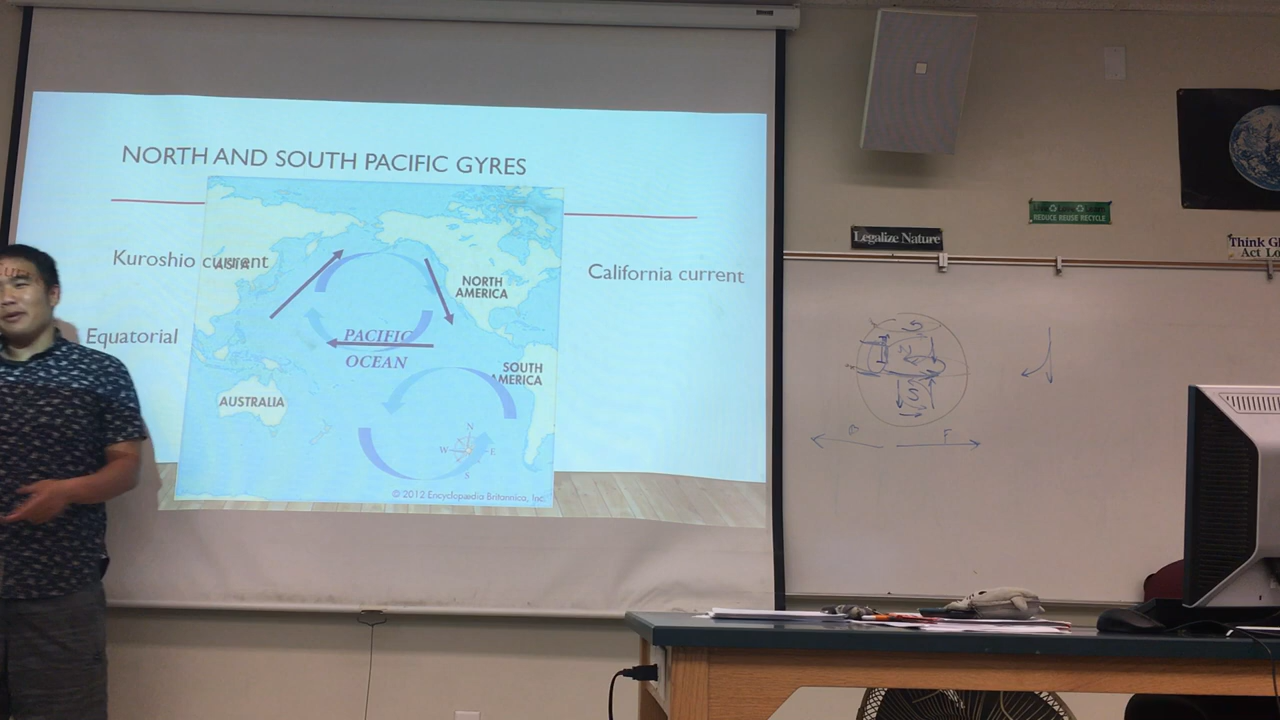 NORTH AND SOUTH PACIFIC GYRES
Kuroshio current
ASIA
California current
NORTH
AMERICA
Equatorial
PACIFIC
OCEAN
SOUTH
AMERICA
AUSTRALIA
N
W
E
S
© 2012 Encyclopædia Britannica, Inc.
REDUCE REUSE RECYCLE
Legalize Nature
Think Gl
Act Lo
F